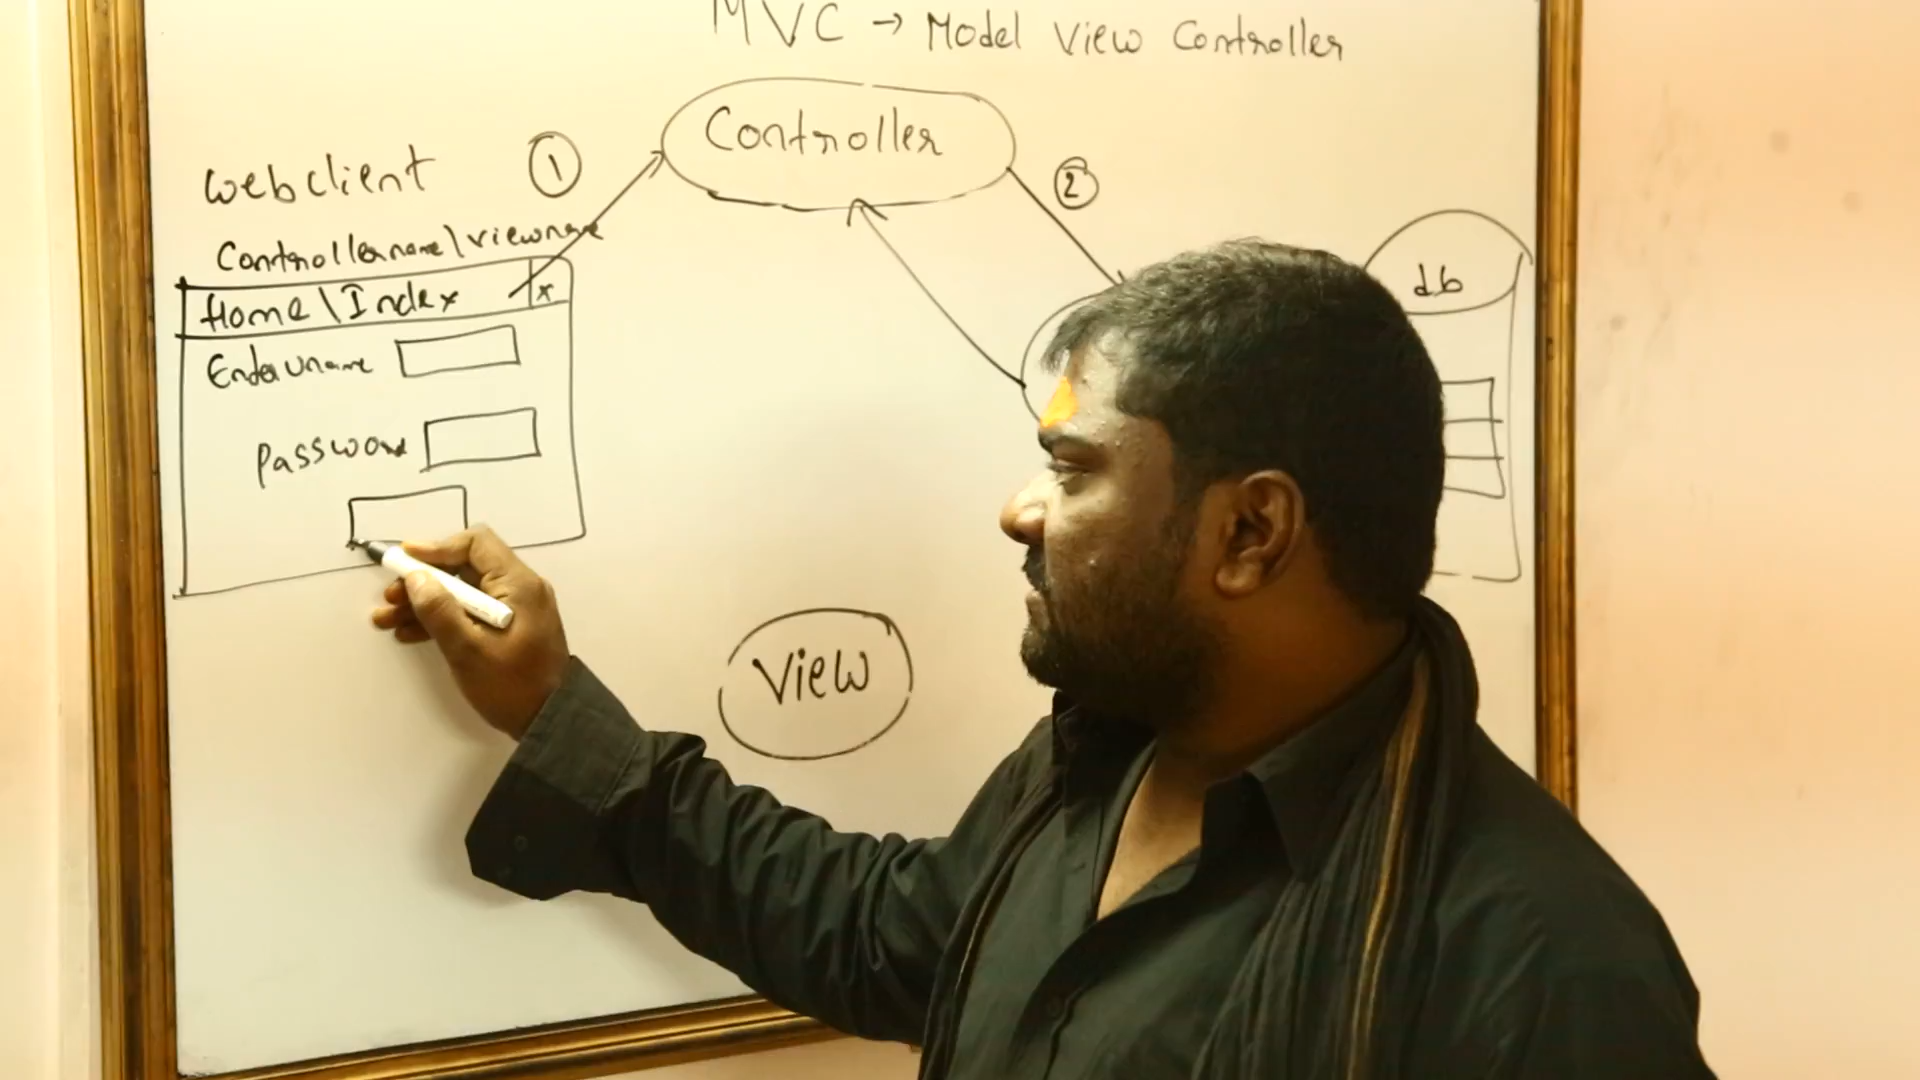 MVC → Model View Controller
Controller
1
2
webclient
Controllername\viewname
Home\Index
x
Enter uname
password
db
View